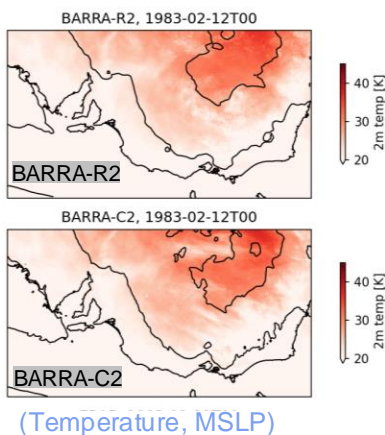 BARRA-R2, 1983-02-12T00
40
30
20
2m temp [K]
BARRA-R2
BARRA-C2, 1983-02-12T00
40
30
20
2m temp [K]
BARRA-C2
(Temperature, MSLP)